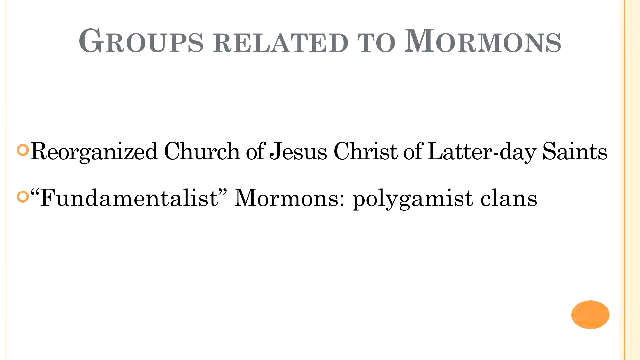 GROUPS RELATED TO MORMONS
Reorganized Church of Jesus Christ of Latter-day Saints
“Fundamentalist” Mormons: polygamist clans